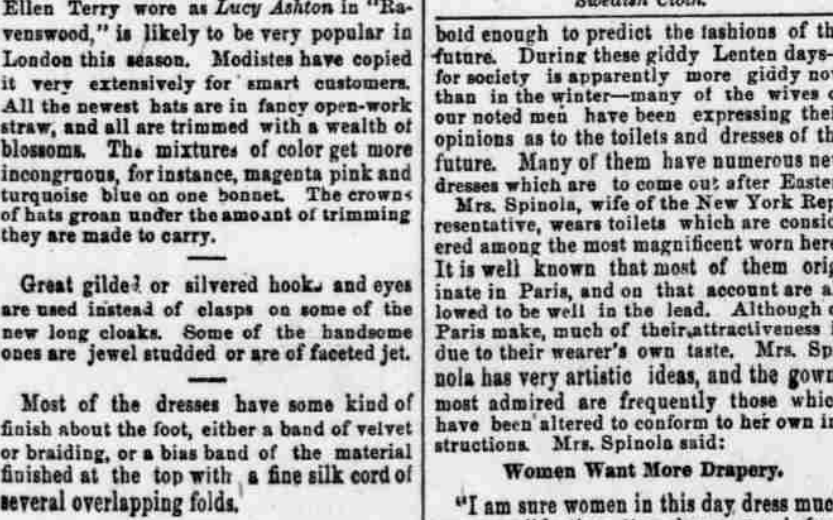 Ellen Terry wore as Lucy Ashton in "Ra-
venswood," is likely to be very popular in
London this season. Modistes have copied
it very extensively for smart customers.
All the newest hats are in fancy open-work
straw, and all are trimmed with a wealth of
blossoms. The mixtures of color get more
incongruous, for instance, magenta pink and
turquoise blue on one bonnet. The crowns
of hats groan under the amount of trimming
they are made to carry.
Great gilded or silvered hooks and eyes
are used instead of clasps on some of the
new long cloaks. Some of the handsome
ones are jewel studded or are of faceted jet.
Most of the dresses have some kind of
finish about the foot, either a band of velvet
or braiding, or a bias band of the material
finished at the top with a fine silk cord of
several overlapping folds.
Swedish Cloth.
bold enough to predict the fashions of th
future. During these giddy Lenten days-
for society is apparently more giddy no
than in the winter—many of the wives o
our noted men have been expressing thei
opinions as to the toilets and dresses of th
future. Many of them have numerous ne
dresses which are to come out after Easter
Mrs. Spinola, wife of the New York Rep
resentative, wears toilets which are consid
ered among the most magnificent worn here
It is well known that most of them orig
inate in Paris, and on that account are a
lowed to be well in the lead. Although
Paris make, much of their attractiveness
due to their wearer's own taste. Mrs. Sp
nola has very artistic ideas, and the gown
most admired are frequently those whic
have been altered to conform to her own in
structions. Mrs. Spinola said:
Women Want More Drapery.
"I am sure women in this day dress muc